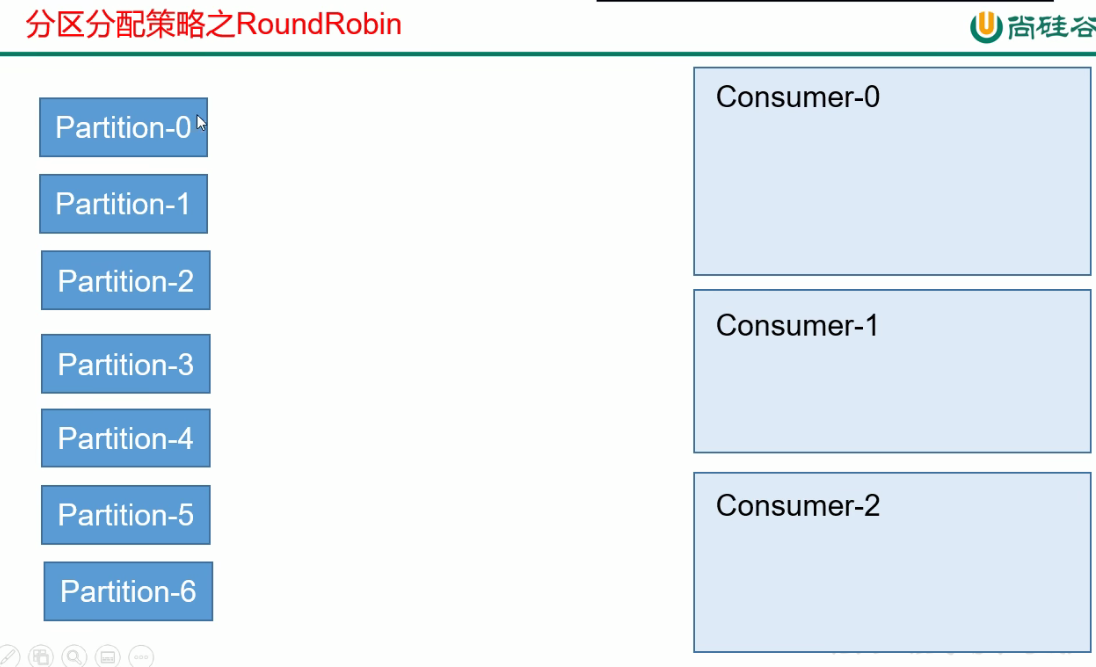 分区分配策略之RoundRobin
尚硅谷
Partition-0
Partition-1
Partition-2
Partition-3
Partition-4
Partition-5
Partition-6
Consumer-0
Consumer-1
Consumer-2